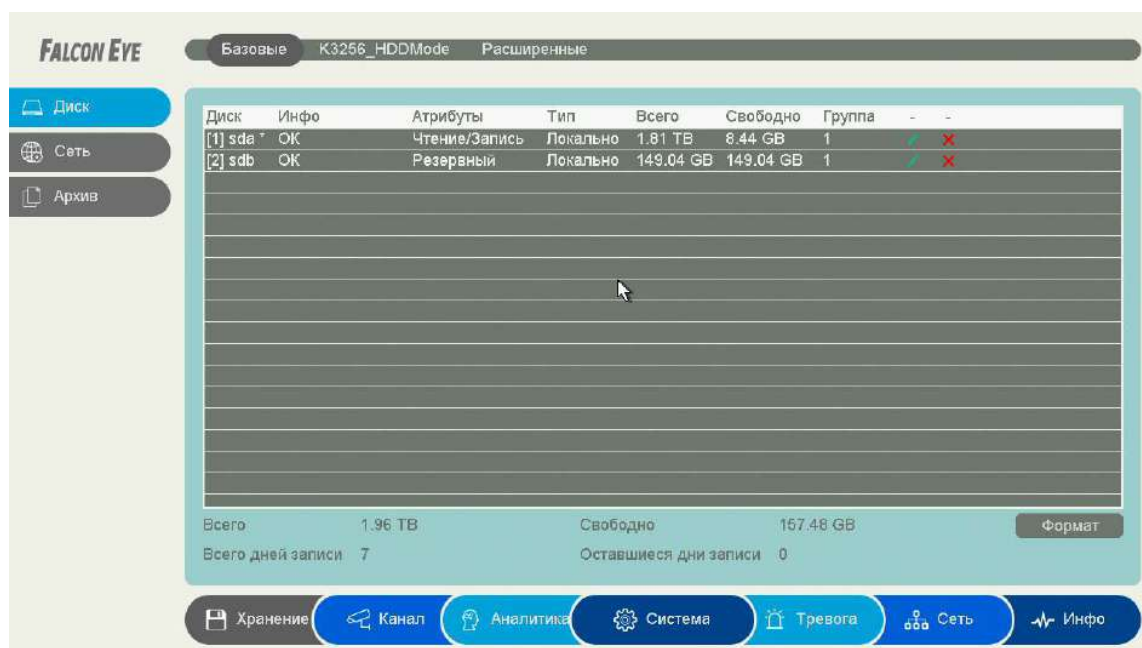 FALCON EYE
Базовые K3256_HDDMode Расширенные
Диск
Сеть
Архив
Диск Инфо Атрибуты Тип Всего Свободно Группа - -
[1] sda * OK Чтение/Запись Локально 1.81 TB 8.44 GB 1
[2] sdb OK Резервный Локально 149.04 GB 149.04 GB 1
Всего 1.96 TB Свободно 157.48 GB Формат
Всего дней записи 7 Оставшиеся дни записи 0
Хранение Канал Аналитика Система Тревога Сеть Инфо